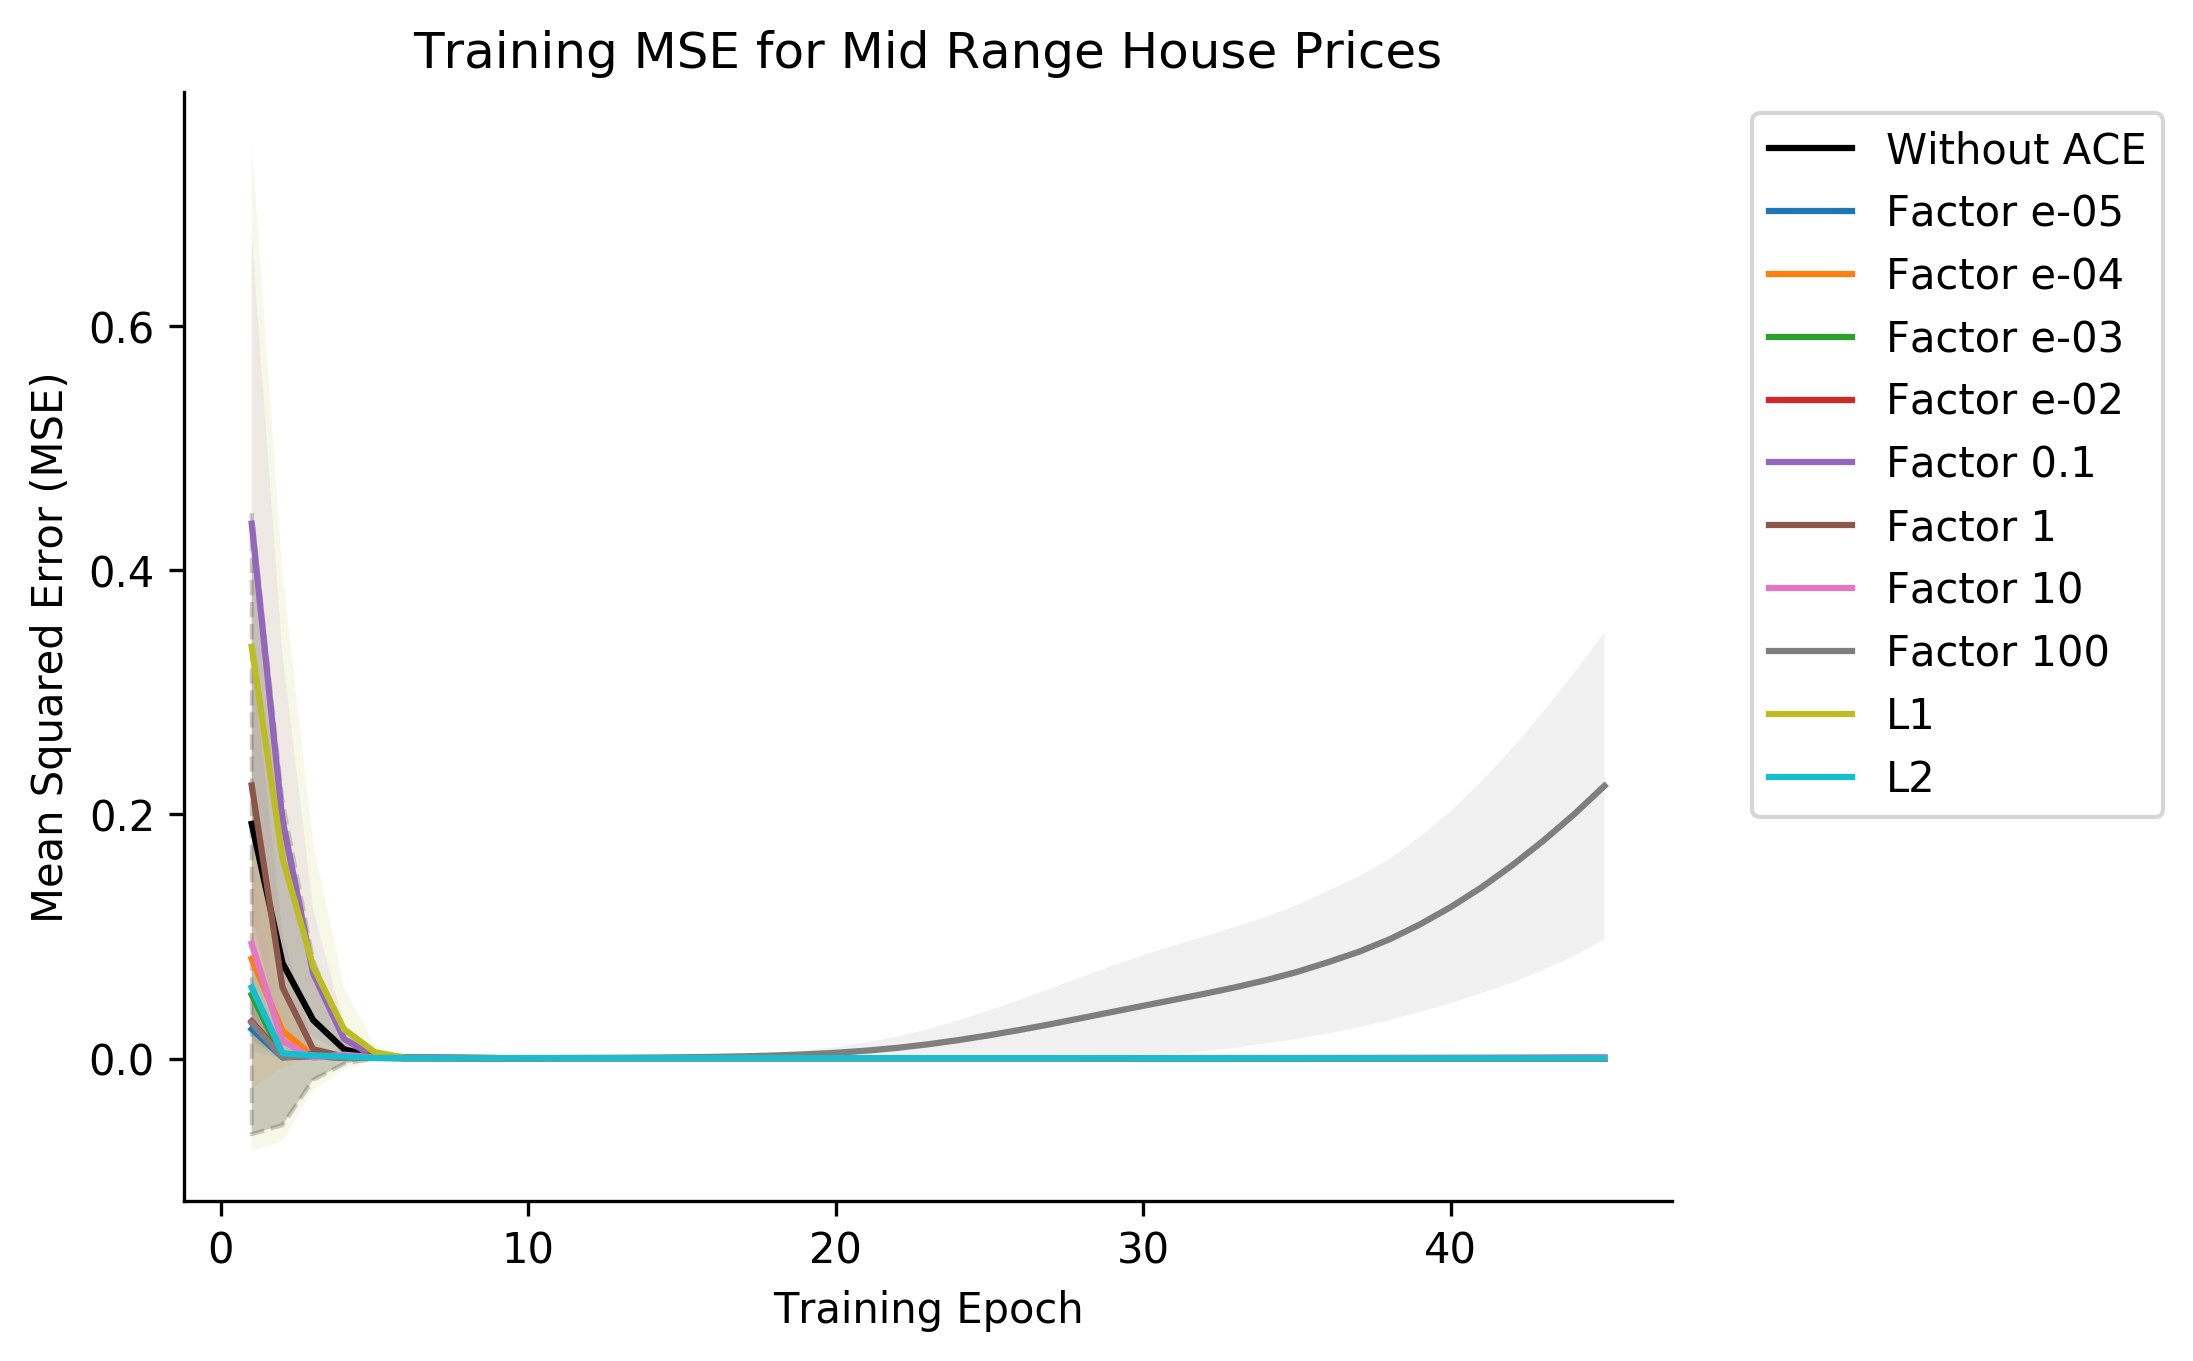 Training MSE for Mid Range House Prices
Mean Squared Error (MSE)
0.6
0.4
0.2
0.0
0
10
20
30
40
Training Epoch
Without ACE
Factor e-05
Factor e-04
Factor e-03
Factor e-02
Factor 0.1
Factor 1
Factor 10
Factor 100
L1
L2